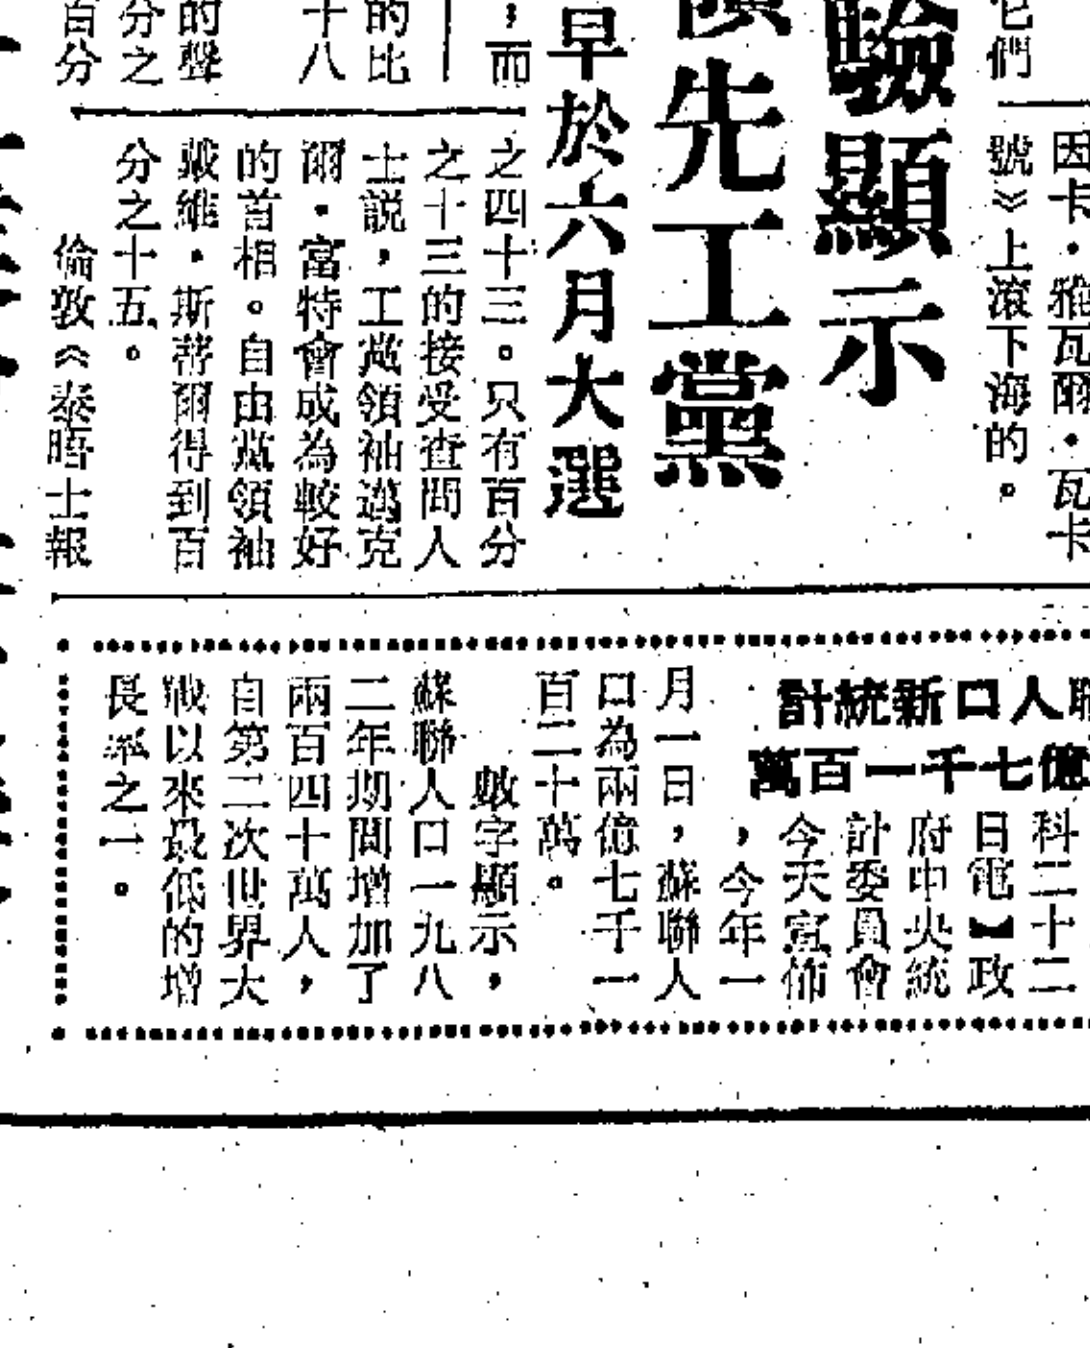 它們
因卡·雅瓦爾·瓦卡
號》上滾下海的。
驗顯示
先工黨
早於六月大選
，而
的比
十八
的聲
分之
百分
之四十三。只有百分
之十三的接受查問人
士説，工黨領袖邁克
爾·富特會成為較好
的首相。自由黨領袖
戴維·斯蒂爾得到百
分之十五。
倫敦《泰晤士報
人口新統計
億七千一百萬
科二十二
日電】政
府中央統
計委員會
今天宣佈
，今年一
月一日，蘇聯人
口為兩億七千一
百二十萬。
數字顯示，
蘇聯人口一九八
二年期間增加了
兩百四十萬人，
自第二次世界大
戰以來最低的增
長率之一。